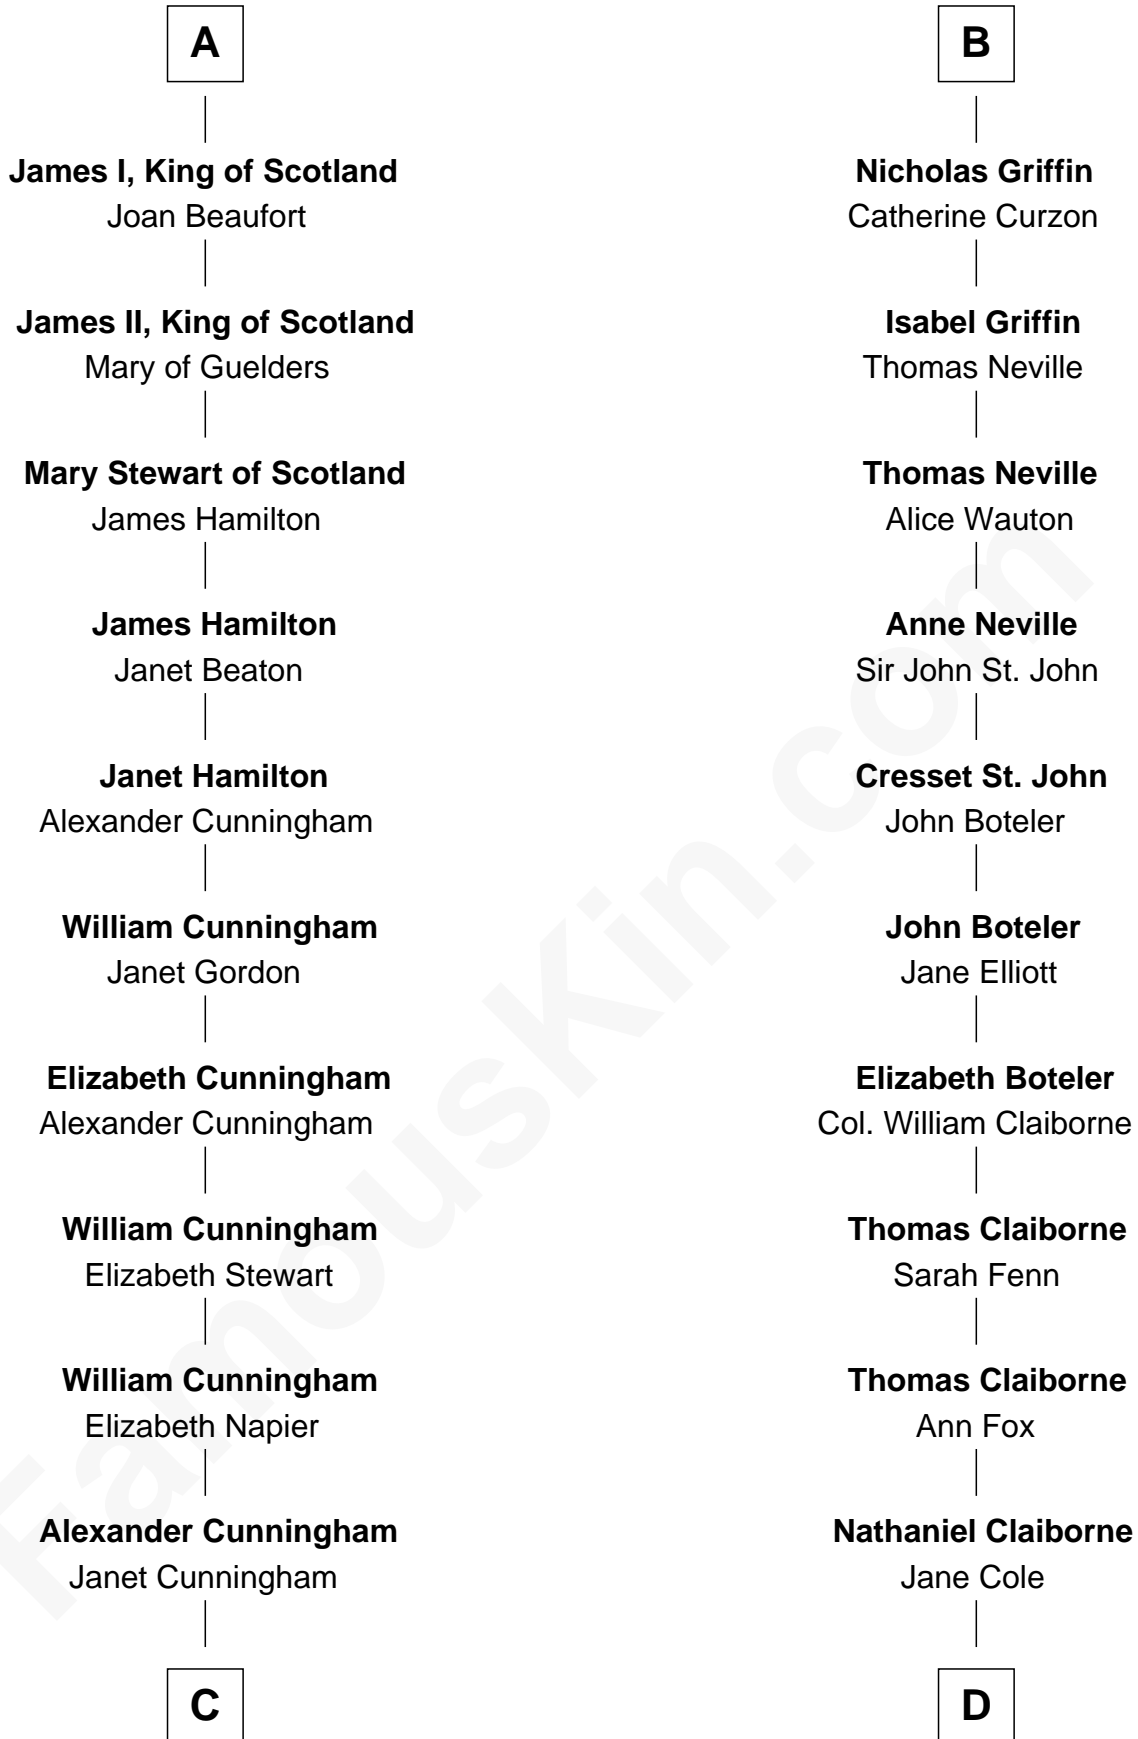 A
James I, King of Scotland
Joan Beaufort
James II, King of Scotland
Mary of Guelders
Mary Stewart of Scotland
James Hamilton
James Hamilton
Janet Beaton
Janet Hamilton
Alexander Cunningham
William Cunningham
Janet Gordon
Elizabeth Cunningham
Alexander Cunningham
William Cunningham
Elizabeth Stewart
William Cunningham
Elizabeth Napier
Alexander Cunningham
Janet Cunningham
C
B
Nicholas Griffin
Catherine Curzon
Isabel Griffin
Thomas Neville
Thomas Neville
Alice Wauton
Anne Neville
Sir John St. John
Cresset St. John
John Boteler
John Boteler
Jane Elliott
Elizabeth Boteler
Col. William Claiborne
Thomas Claiborne
Sarah Fenn
Thomas Claiborne
Ann Fox
Nathaniel Claiborne
Jane Cole
D
FamousKin.com